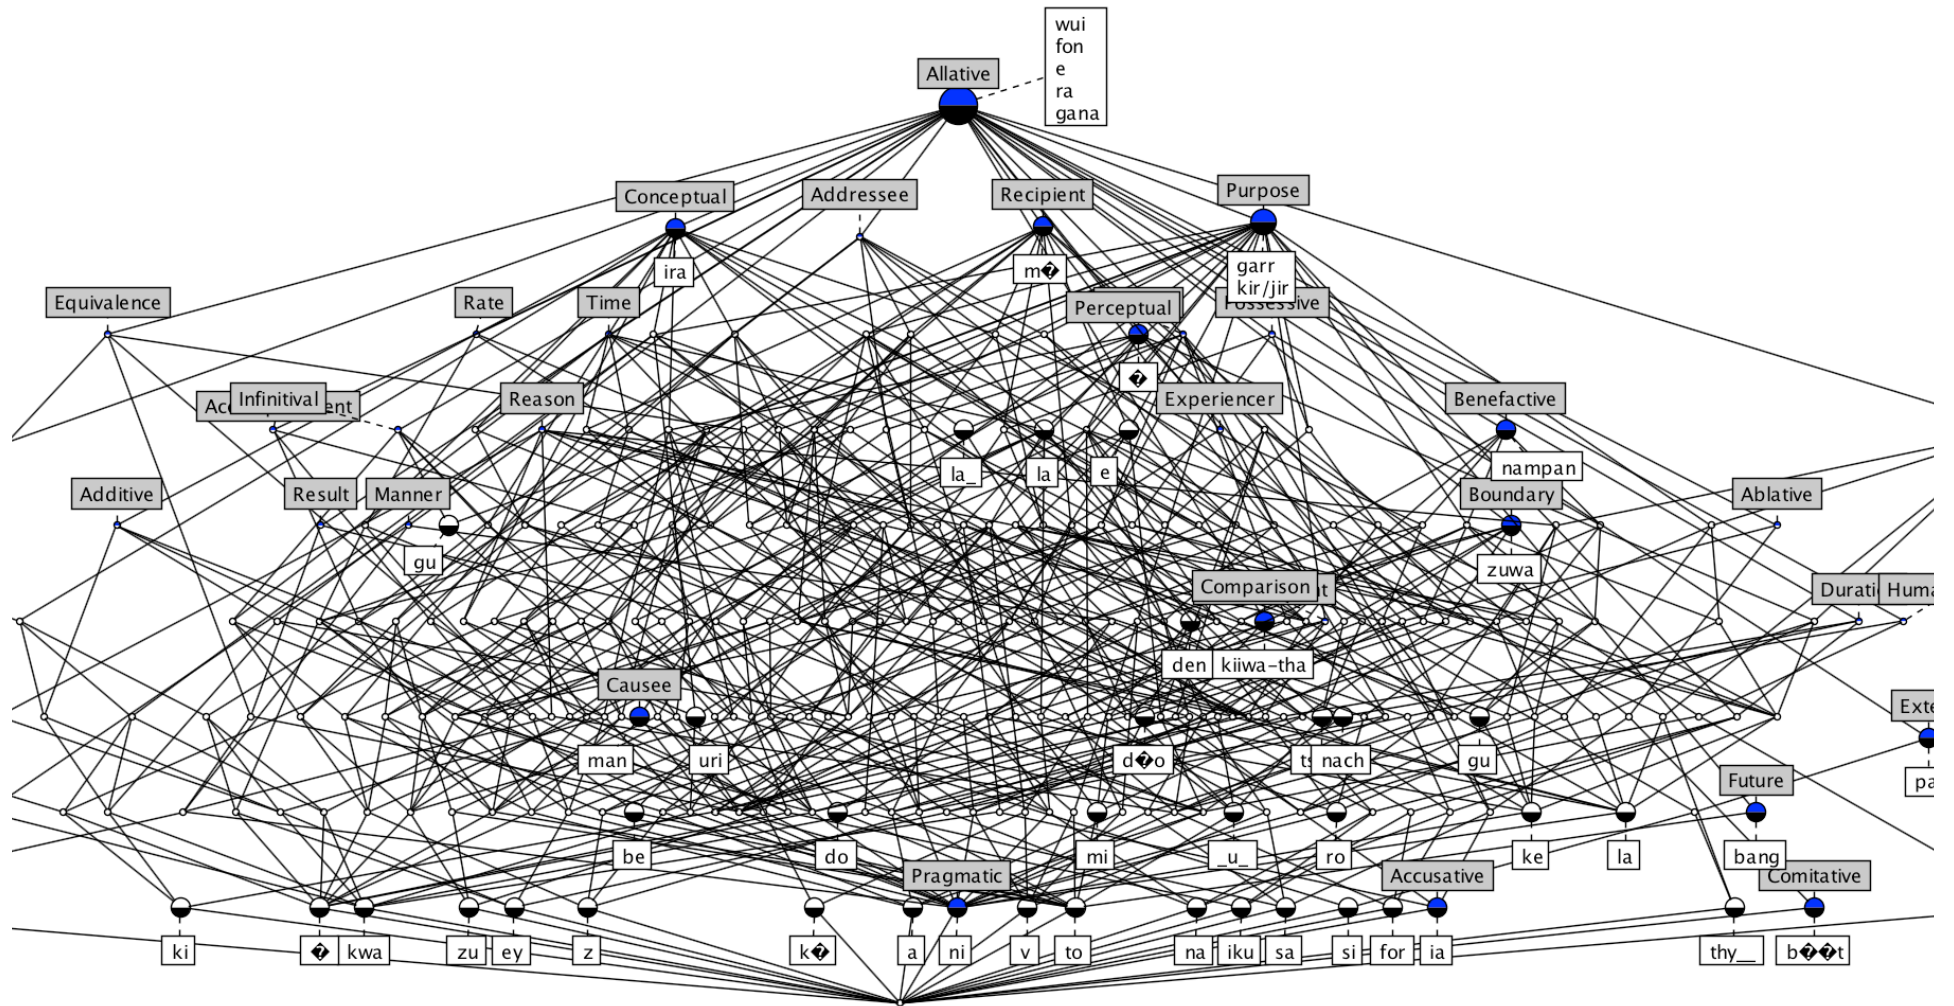 wui
fon
e
ra
gana
Allative
Conceptual
Addressee
Recipient
Purpose
ira
m�
garr
kir/jir
Equivalence
Rate
Time
Perceptual
Possessive
�
Infinitival
Reason
Experiencer
Benefactive
la_
la
e
nampan
Additive
Result
Manner
Boundary
Ablative
gu
zuwa
Comparison
den
kiiwa-tha
Causee
man
uri
d�o
nach
gu
Future
be
do
mi
_u_
ro
ke
la
bang
Pragmatic
Accusative
Comitative
ki
�
kwa
zu
ey
z
k�
a
ni
v
to
na
iku
sa
si
for
ia
thy__
b��t